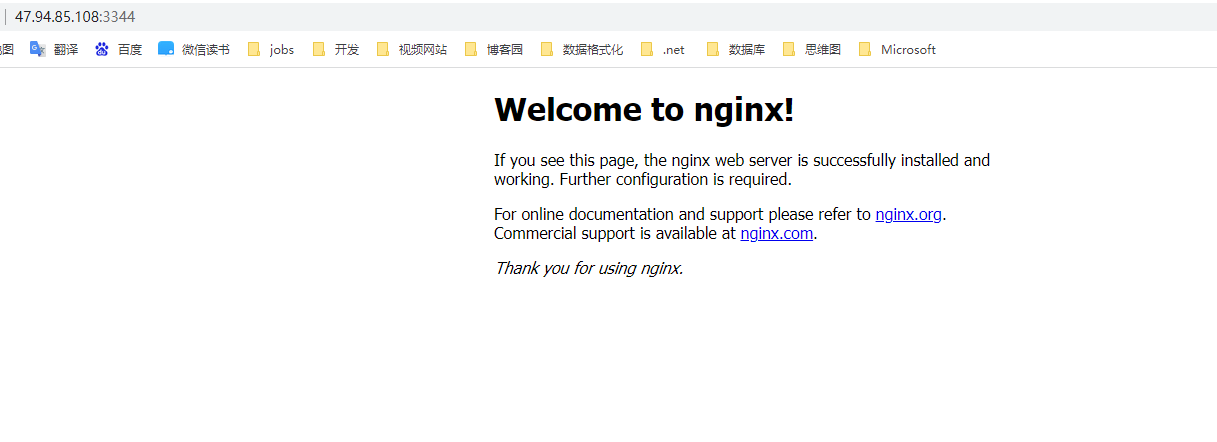 47.94.85.108:3344
图 翻译 百度 微信读书 jobs 开发 视频网站 博客园 数据格式化 .net 数据库 思维图 Microsoft
Welcome to nginx!
If you see this page, the nginx web server is successfully installed and
working. Further configuration is required.
For online documentation and support please refer to nginx.org.
Commercial support is available at nginx.com.
Thank you for using nginx.